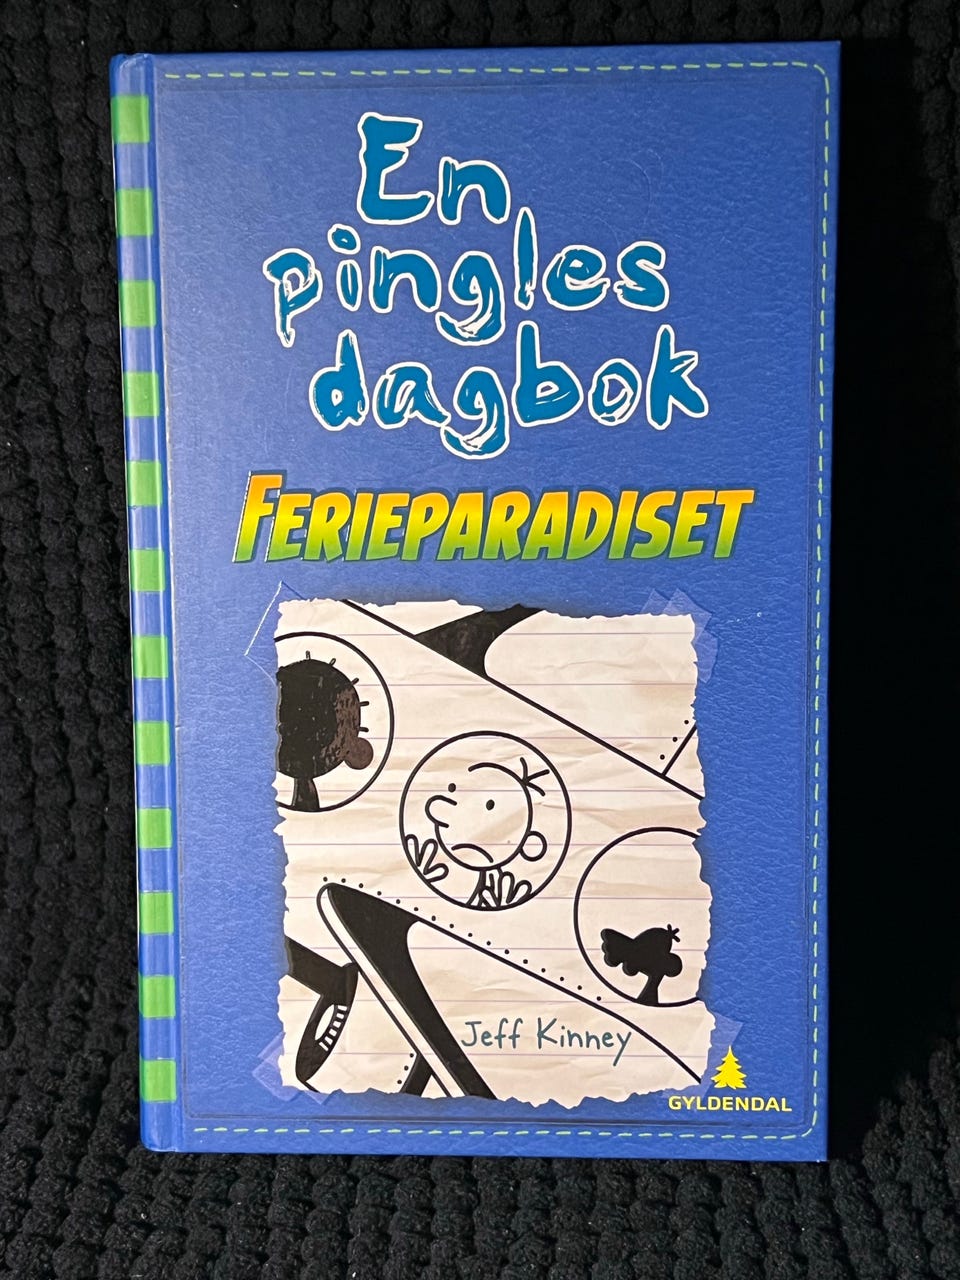 En
pingles
dagbok
FERIEPARADISET
Jeff Kinney
GYLDENDAL